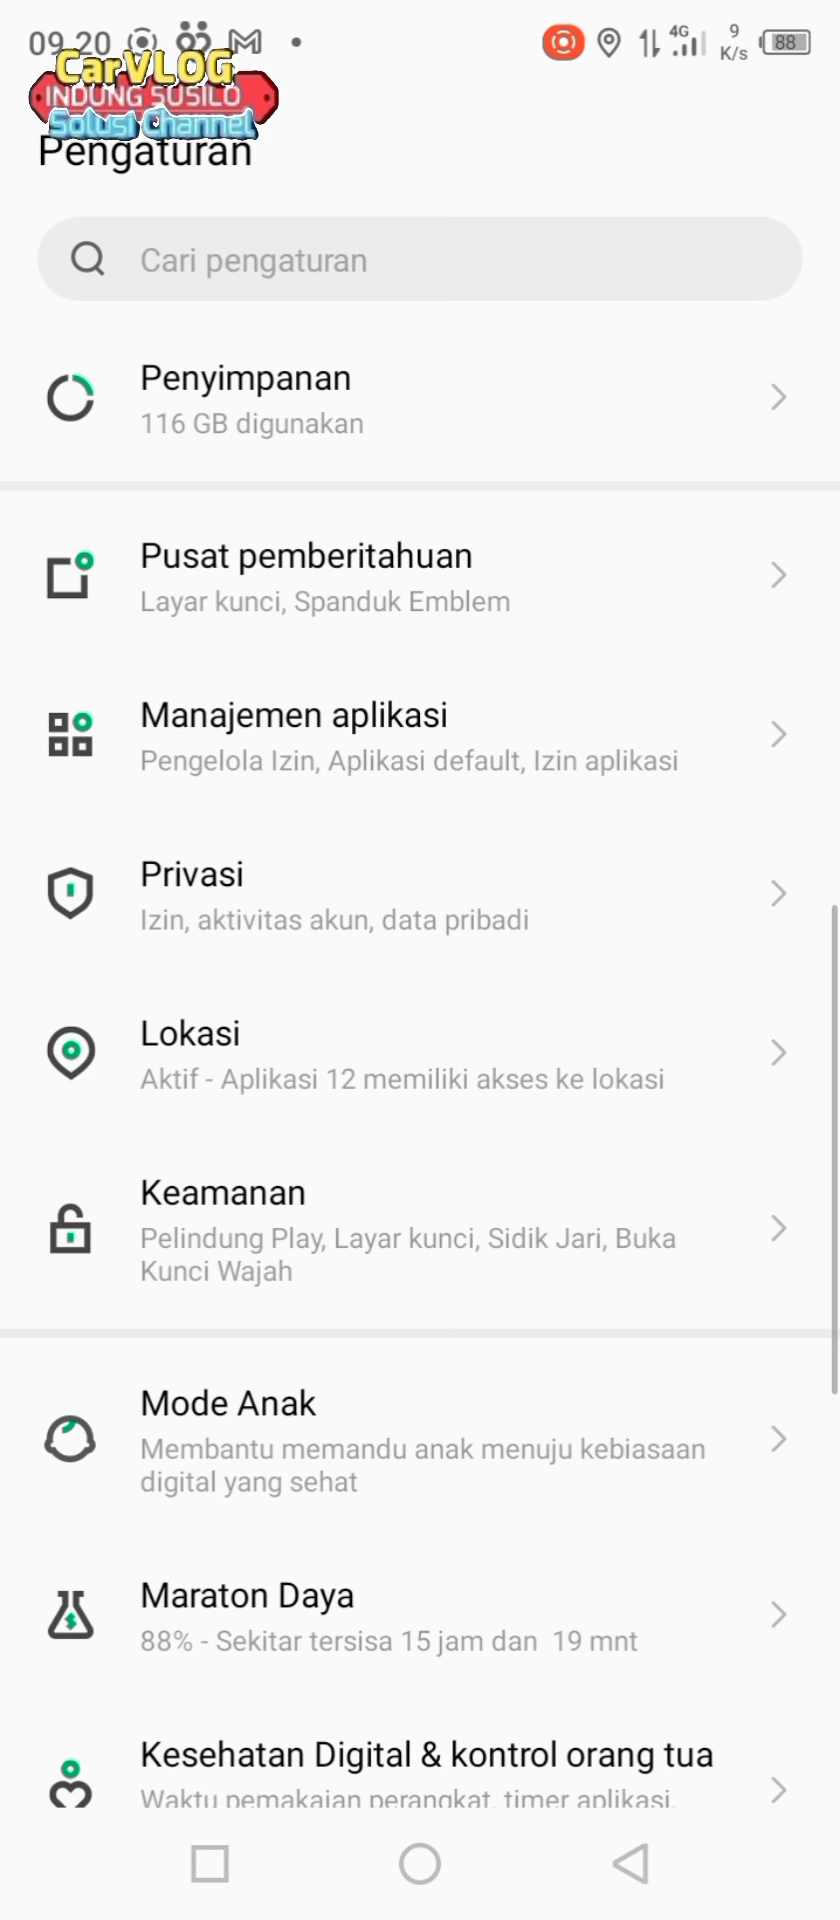 09.20
4G
9
K/s
88
CarVLOG
INDUNG SUSILO
Solusi Channel
Pengaturan
Cari pengaturan
Penyimpanan
116 GB digunakan
Pusat pemberitahuan
Layar kunci, Spanduk Emblem
Manajemen aplikasi
Pengelola Izin, Aplikasi default, Izin aplikasi
Privasi
Izin, aktivitas akun, data pribadi
Lokasi
Aktif - Aplikasi 12 memiliki akses ke lokasi
Keamanan
Pelindung Play, Layar kunci, Sidik Jari, Buka
Kunci Wajah
Mode Anak
Membantu memandu anak menuju kebiasaan
digital yang sehat
Maraton Daya
88% - Sekitar tersisa 15 jam dan  19 mnt
Kesehatan Digital & kontrol orang tua
Waktu pemakaian perangkat, timer aplikasi,